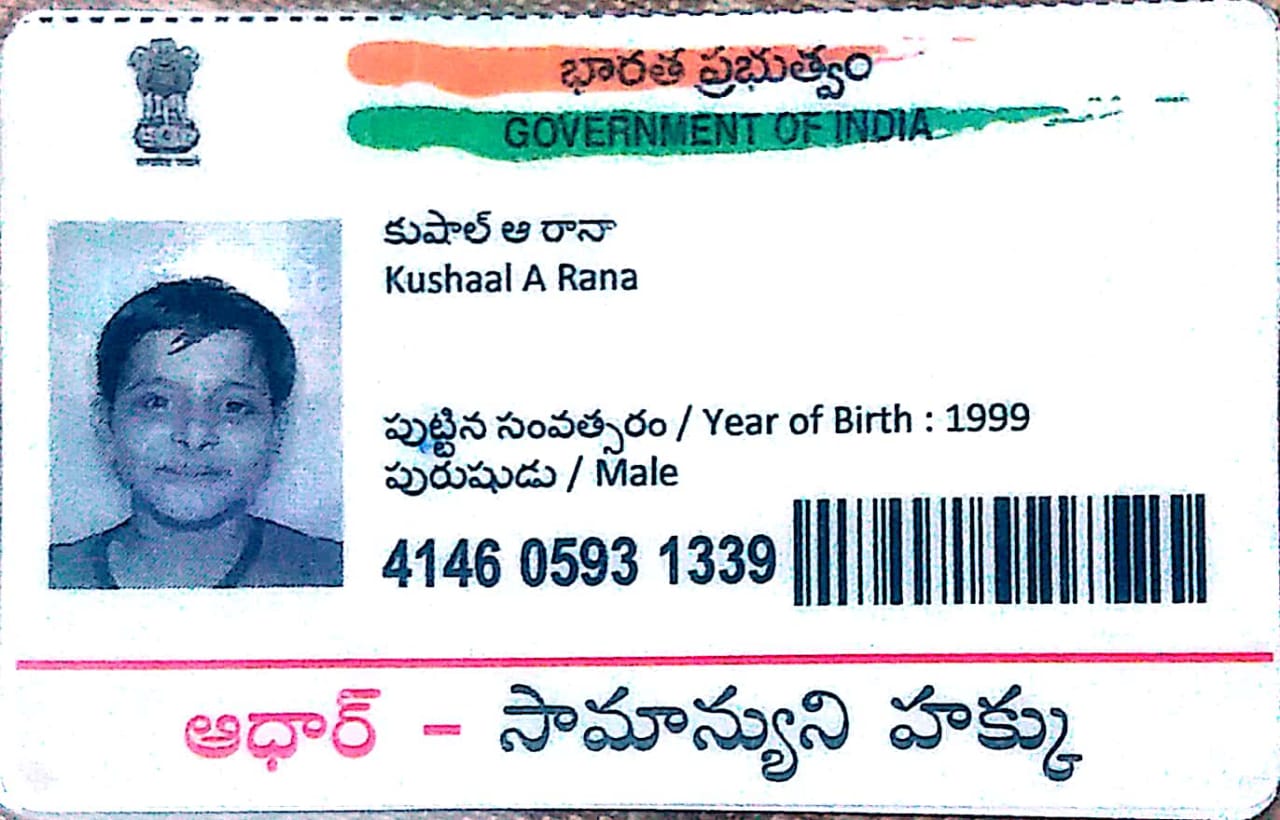 భారత ప్రభుత్వం
GOVERNMENT OF INDIA
కుషాల్ ఆ రానా
Kushaal A Rana
పుట్టిన సంవత్సరం / Year of Birth : 1999
పురుషుడు / Male
4146 0593 1339
ఆధార్ - సామాన్యుని హక్కు